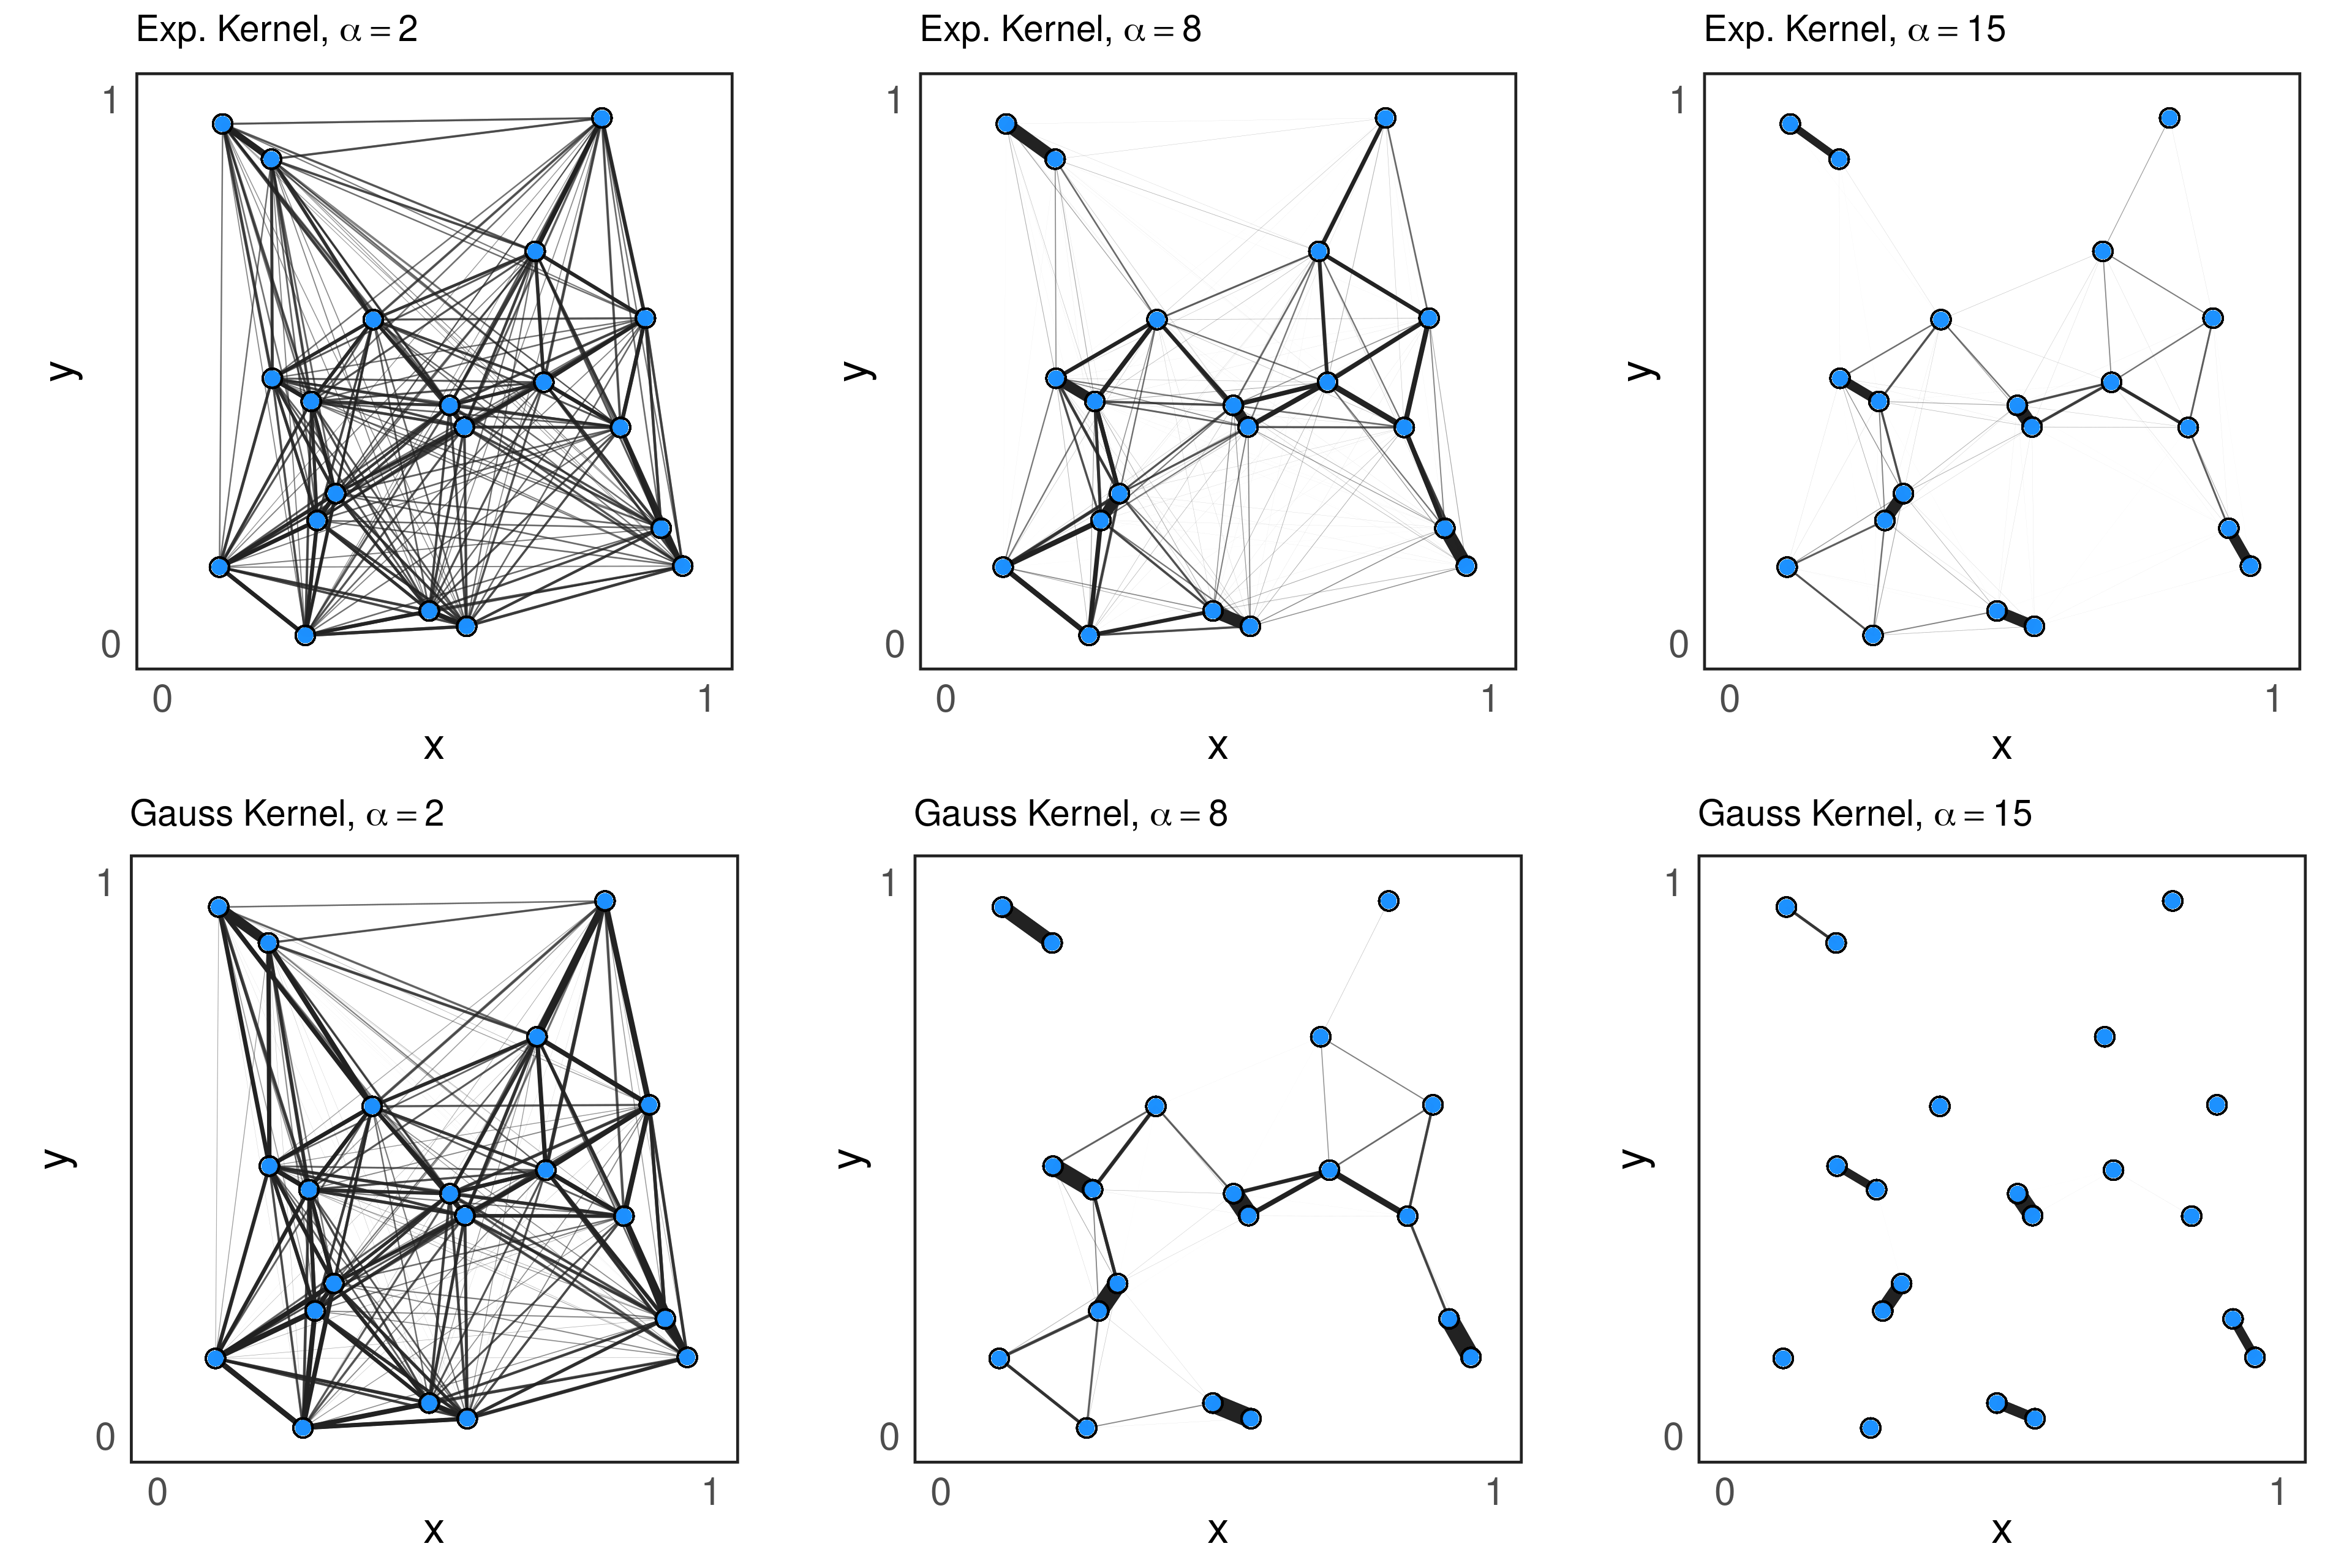 Exp. Kernel, α = 2
Exp. Kernel, α = 8
Exp. Kernel, α = 15
1
1
1
y
y
y
0
0
0
0 1
0 1
0 1
x
x
x
Gauss Kernel, α = 2
Gauss Kernel, α = 8
Gauss Kernel, α = 15
1
1
1
y
y
y
0
0
0
0 1
0 1
0 1
x
x
x